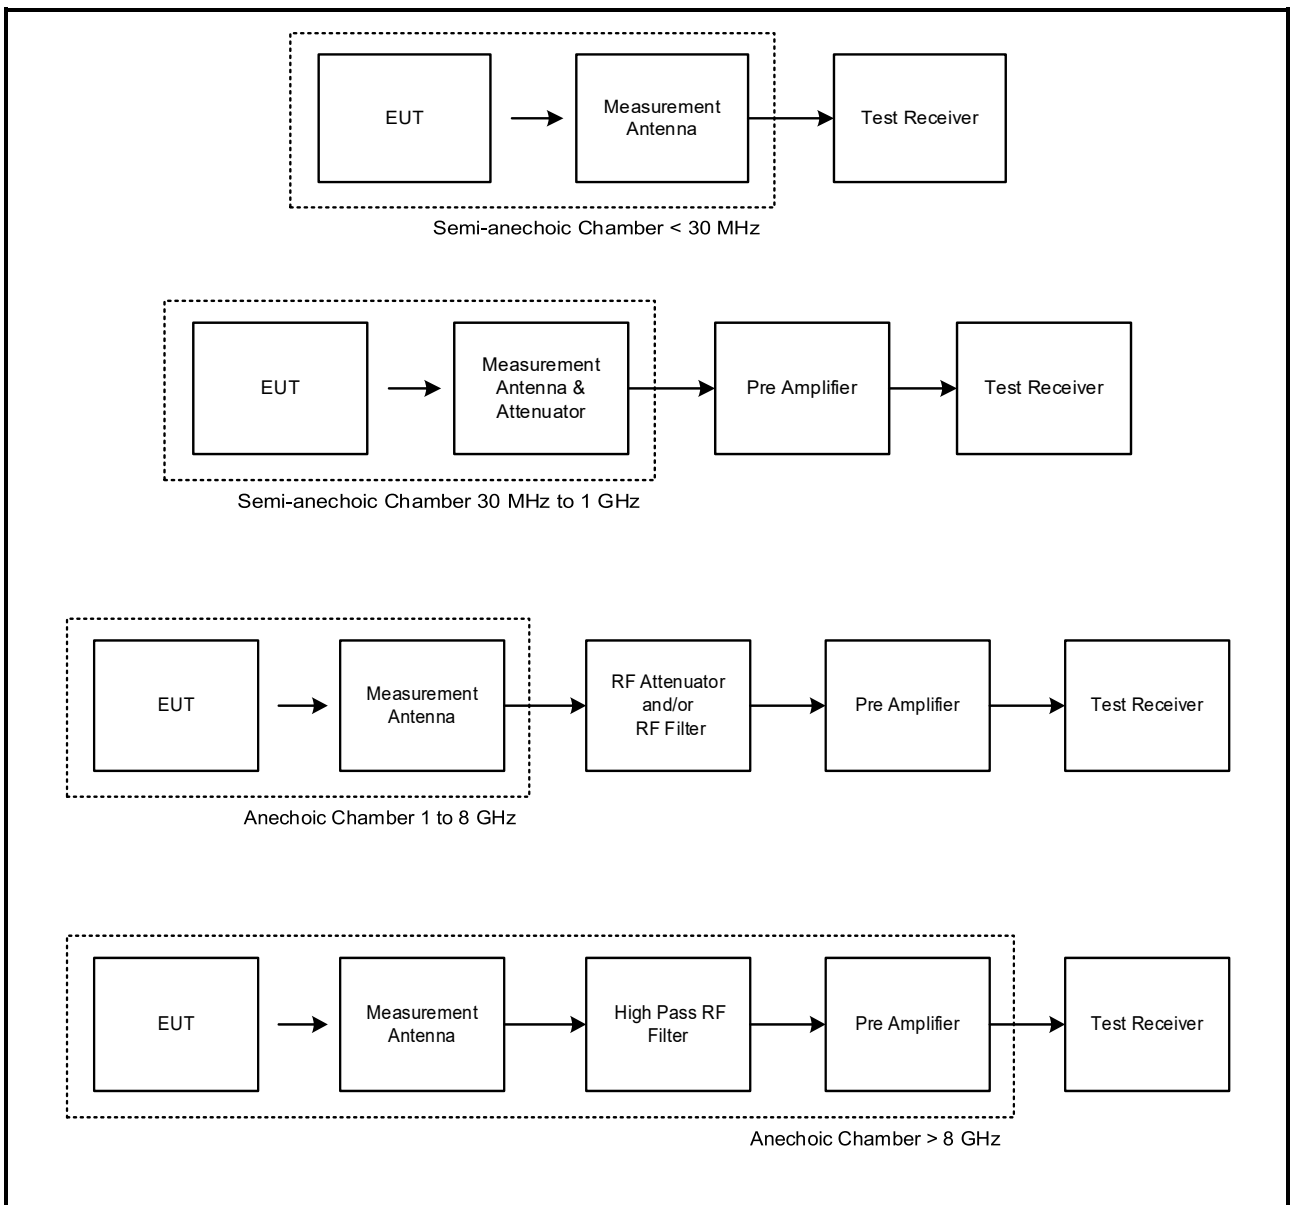 EUT
Measurement
Antenna
Test Receiver
Semi-anechoic Chamber < 30 MHz
EUT
Measurement
Antenna &
Attenuator
Pre Amplifier
Test Receiver
Semi-anechoic Chamber 30 MHz to 1 GHz
EUT
Measurement
Antenna
RF Attenuator
and/or
RF Filter
Pre Amplifier
Test Receiver
Anechoic Chamber 1 to 8 GHz
EUT
Measurement
Antenna
High Pass RF
Filter
Pre Amplifier
Test Receiver
Anechoic Chamber > 8 GHz